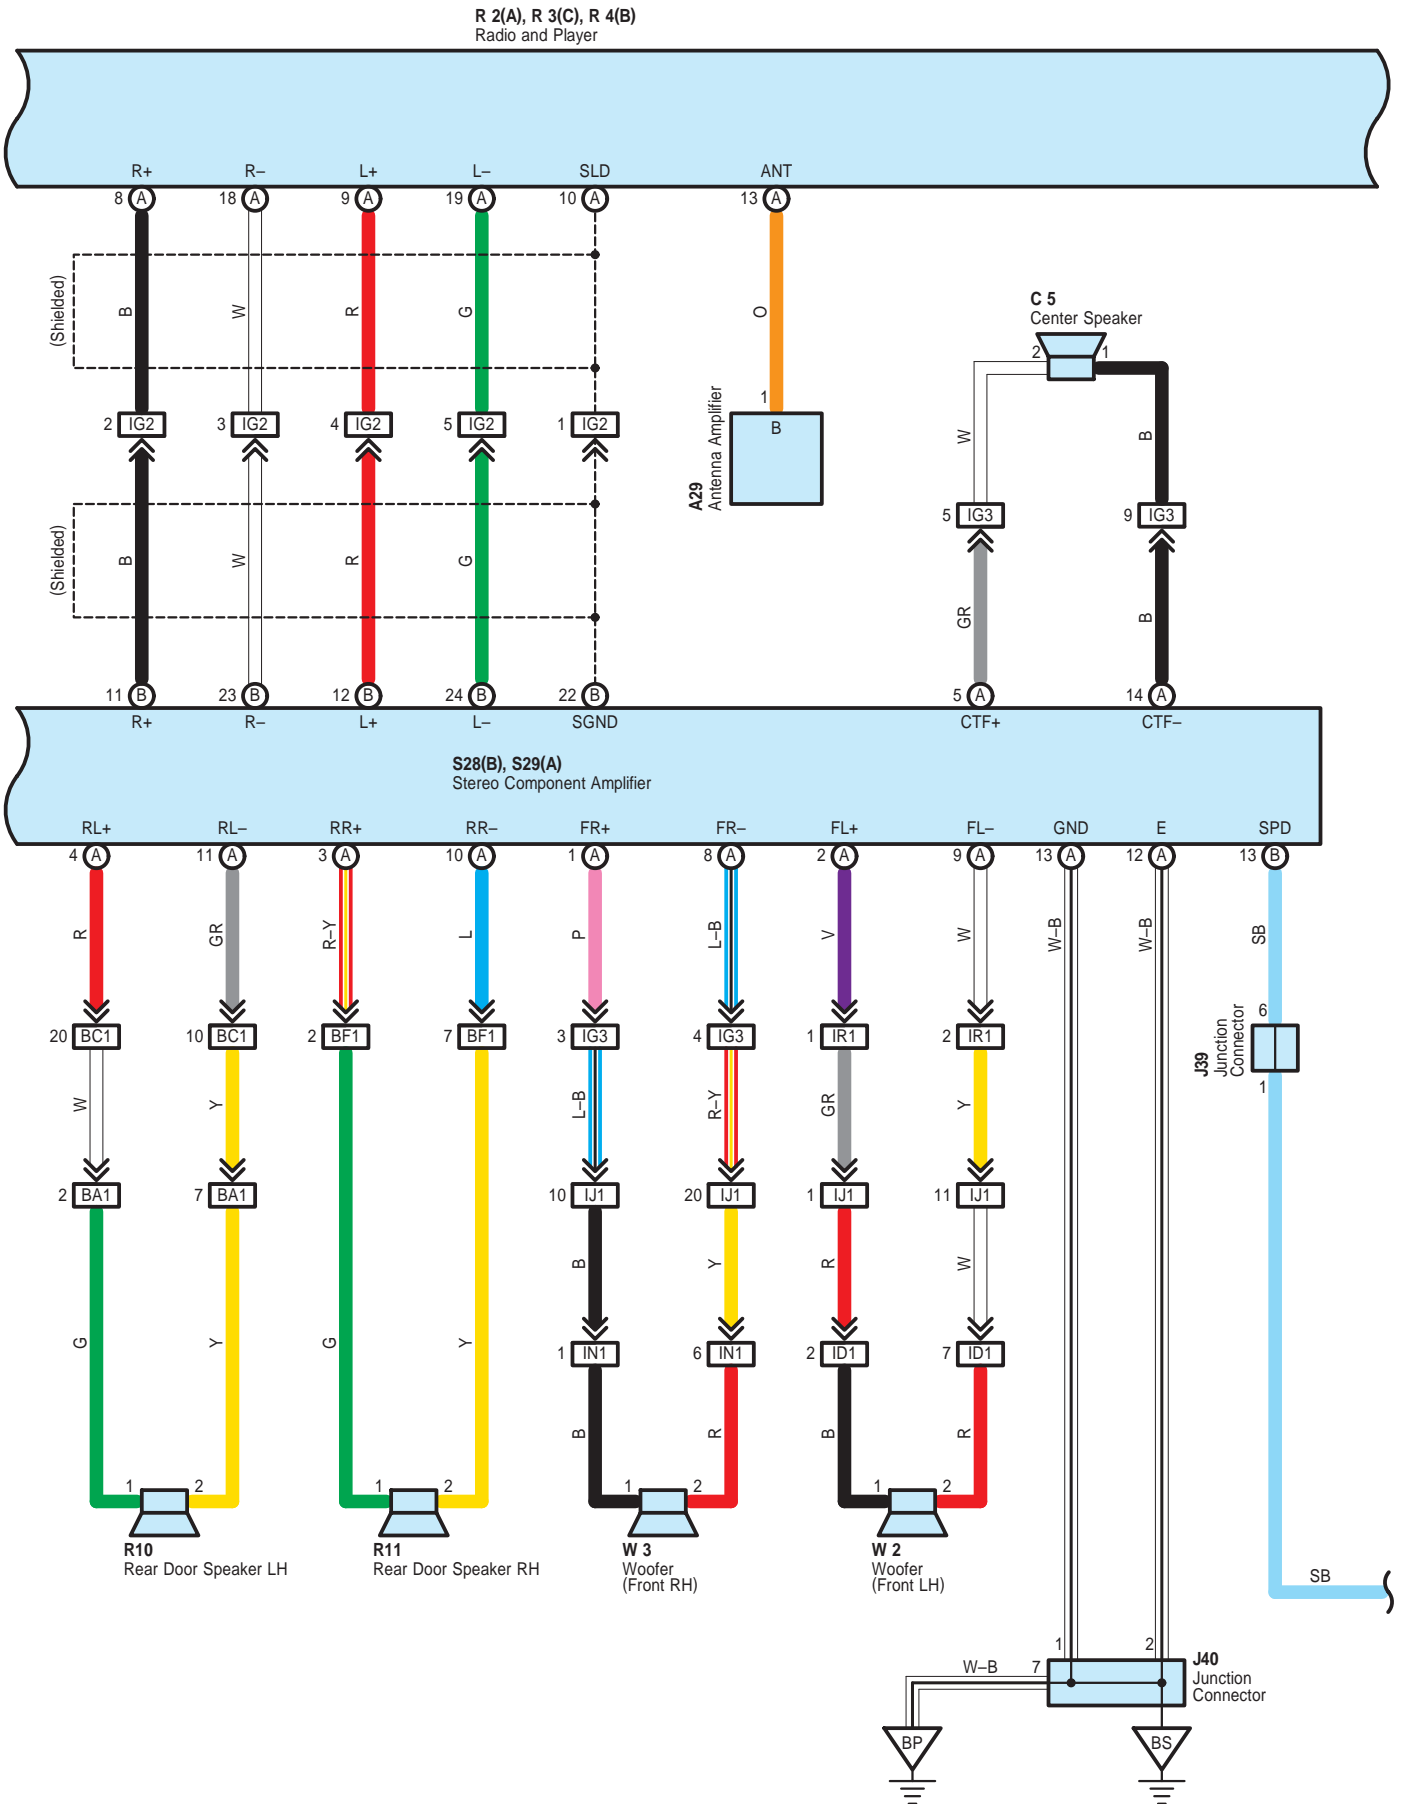 R 2(A), R 3(C), R 4(B)
Radio and Player
R+ R– L+ L– SLD ANT
8 A 18 A 9 A 19 A 10 A 13 A
(Shielded)
B W R G O
C 5
Center Speaker
2 1
1
B
A29
Antenna Amplifier
2 IG2 3 IG2 4 IG2 5 IG2 1 IG2
W B
5 IG3 9 IG3
(Shielded)
B W R G
GR B
11 B 23 B 12 B 24 B 22 B 5 A 14 A
R+ R– L+ L– SGND CTF+ CTF–
S28(B), S29(A)
Stereo Component Amplifier
RL+ RL– RR+ RR– FR+ FR– FL+ FL– GND E SPD
4 A 11 A 3 A 10 A 1 A 8 A 2 A 9 A 13 A 12 A 13 B
R GR R–Y L P L–B V W W–B W–B SB
6
J39
Junction
Connector
1
20 BC1 10 BC1 2 BF1 7 BF1 3 IG3 4 IG3 1 IR1 2 IR1
W Y L–B R–Y GR Y
2 BA1 7 BA1 10 IJ1 20 IJ1 1 IJ1 11 IJ1
B Y R W
G Y G Y
1 IN1 6 IN1 2 ID1 7 ID1
B R B R
1 2 1 2 1 2 1 2
R10
Rear Door Speaker LH
R11
Rear Door Speaker RH
W 3
Woofer
(Front RH)
W 2
Woofer
(Front LH)
SB
1 2
W–B 7
J40
Junction
Connector
BP BS